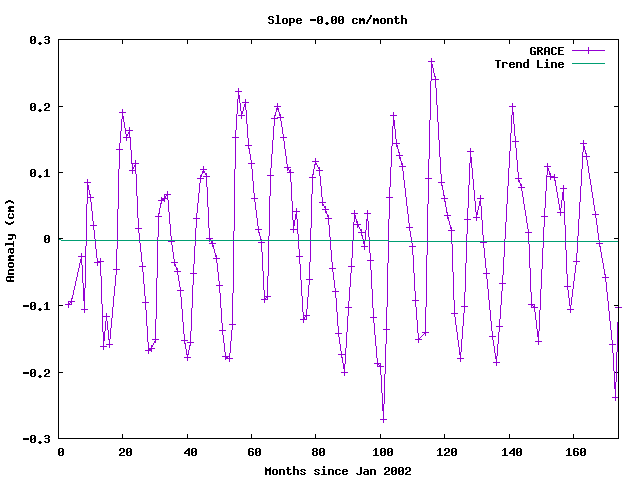 Slope -0.00 cm/month
GRACE
Trend Line
0.3
0.2
0.1
0
-0.1
-0.2
-0.3
Anomaly (cm)
0 20 40 60 80 100 120 140 160
Months since Jan 2002